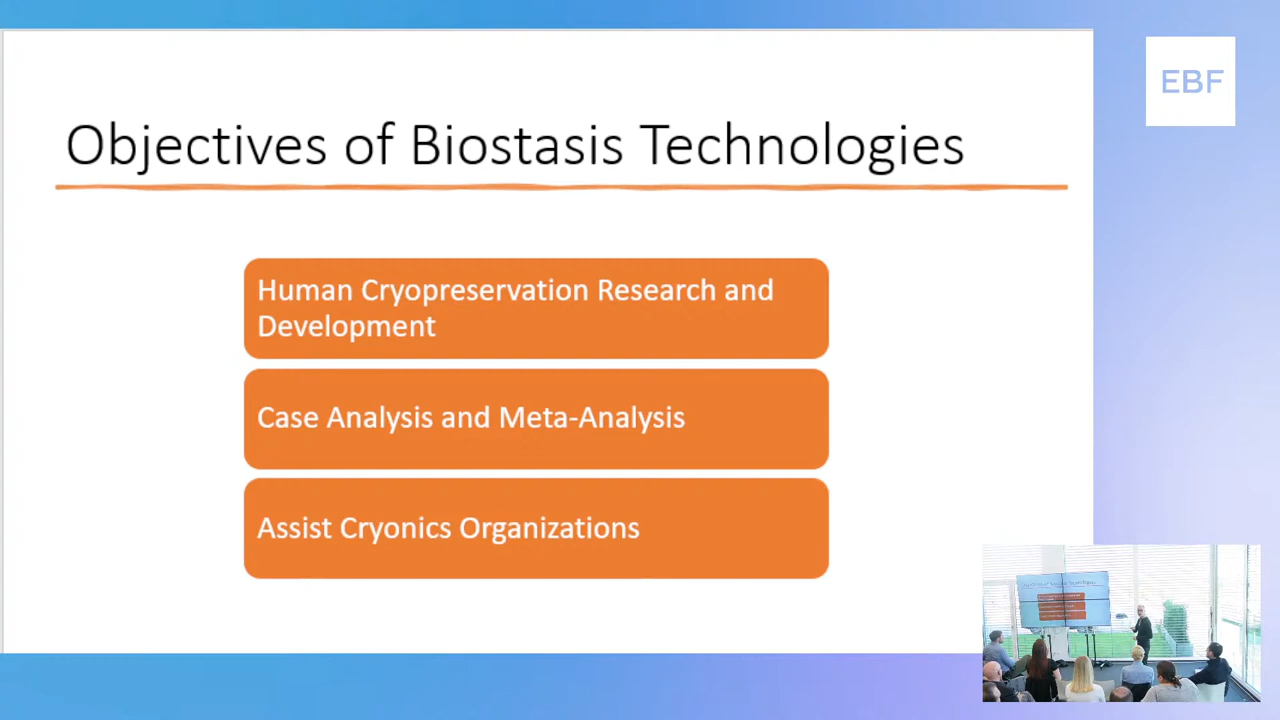 EBF
Objectives of Biostasis Technologies
Human Cryopreservation Research and
Development
Case Analysis and Meta-Analysis
Assist Cryonics Organizations